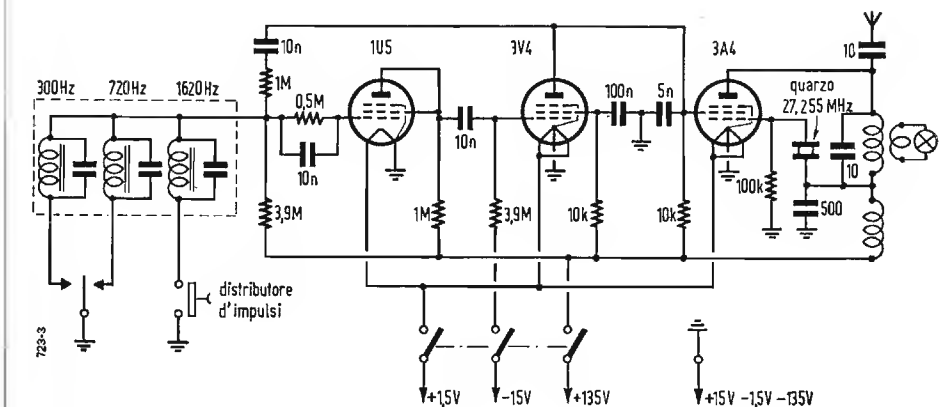 10n
1U5
3V4
3A4
10
300Hz
720Hz
1620Hz
1M
0,5M
100n
5n
quarzo
27,255 MHz
10n
10n
10
100k
3,9M
1M
3,9M
10k
10k
500
distributore
d'impulsi
723-3
+1,5V
-15V
+135V
+15V -1,5V -135V